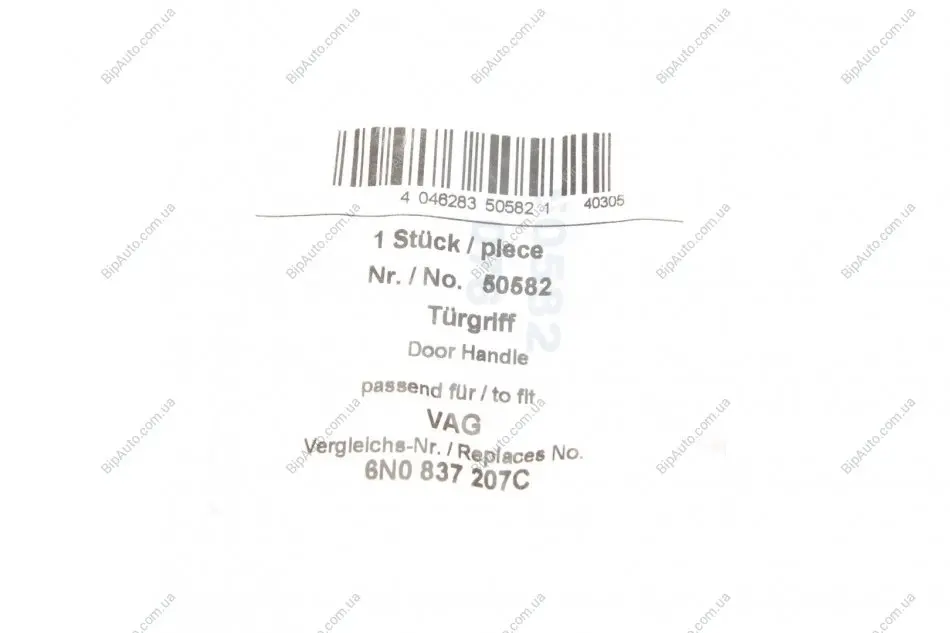 4 046283 50582 1 40305
1 Stück / piece
Nr. / No. 50582
Türgriff
Door Handle
passend für / to fit
VAG
Vergleichs-Nr. / Replaces No.
6N0 837 207C
BipAuto.com.ua